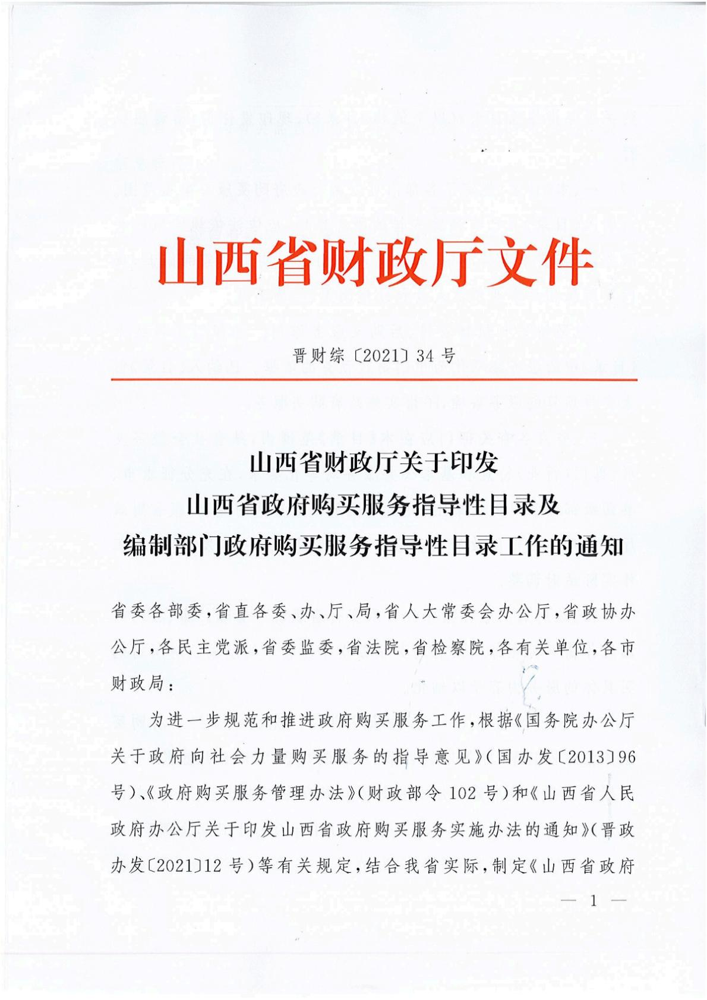 山西省财政厅文件
晋财综〔2021〕34 号
山西省财政厅关于印发
山西省政府购买服务指导性目录及
编制部门政府购买服务指导性目录工作的通知
省委各部委,省直各委、办、厅、局,省人大常委会办公厅,省政协办
公厅,各民主党派,省委监委,省法院,省检察院,各有关单位,各市
财政局:
为进一步规范和推进政府购买服务工作,根据《国务院办公厅
关于政府向社会力量购买服务的指导意见》(国办发〔2013〕96
号)、《政府购买服务管理办法》(财政部令 102 号)和《山西省人民
政府办公厅关于印发山西省政府购买服务实施办法的通知》(晋政
办发〔2021〕12 号)等有关规定,结合我省实际,制定《山西省政府
— 1 —